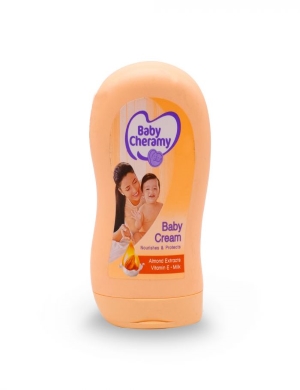 Baby
Cheramy
Baby
Cream
Nourishes & Protects
Almond Extracts
Vitamin E - Milk